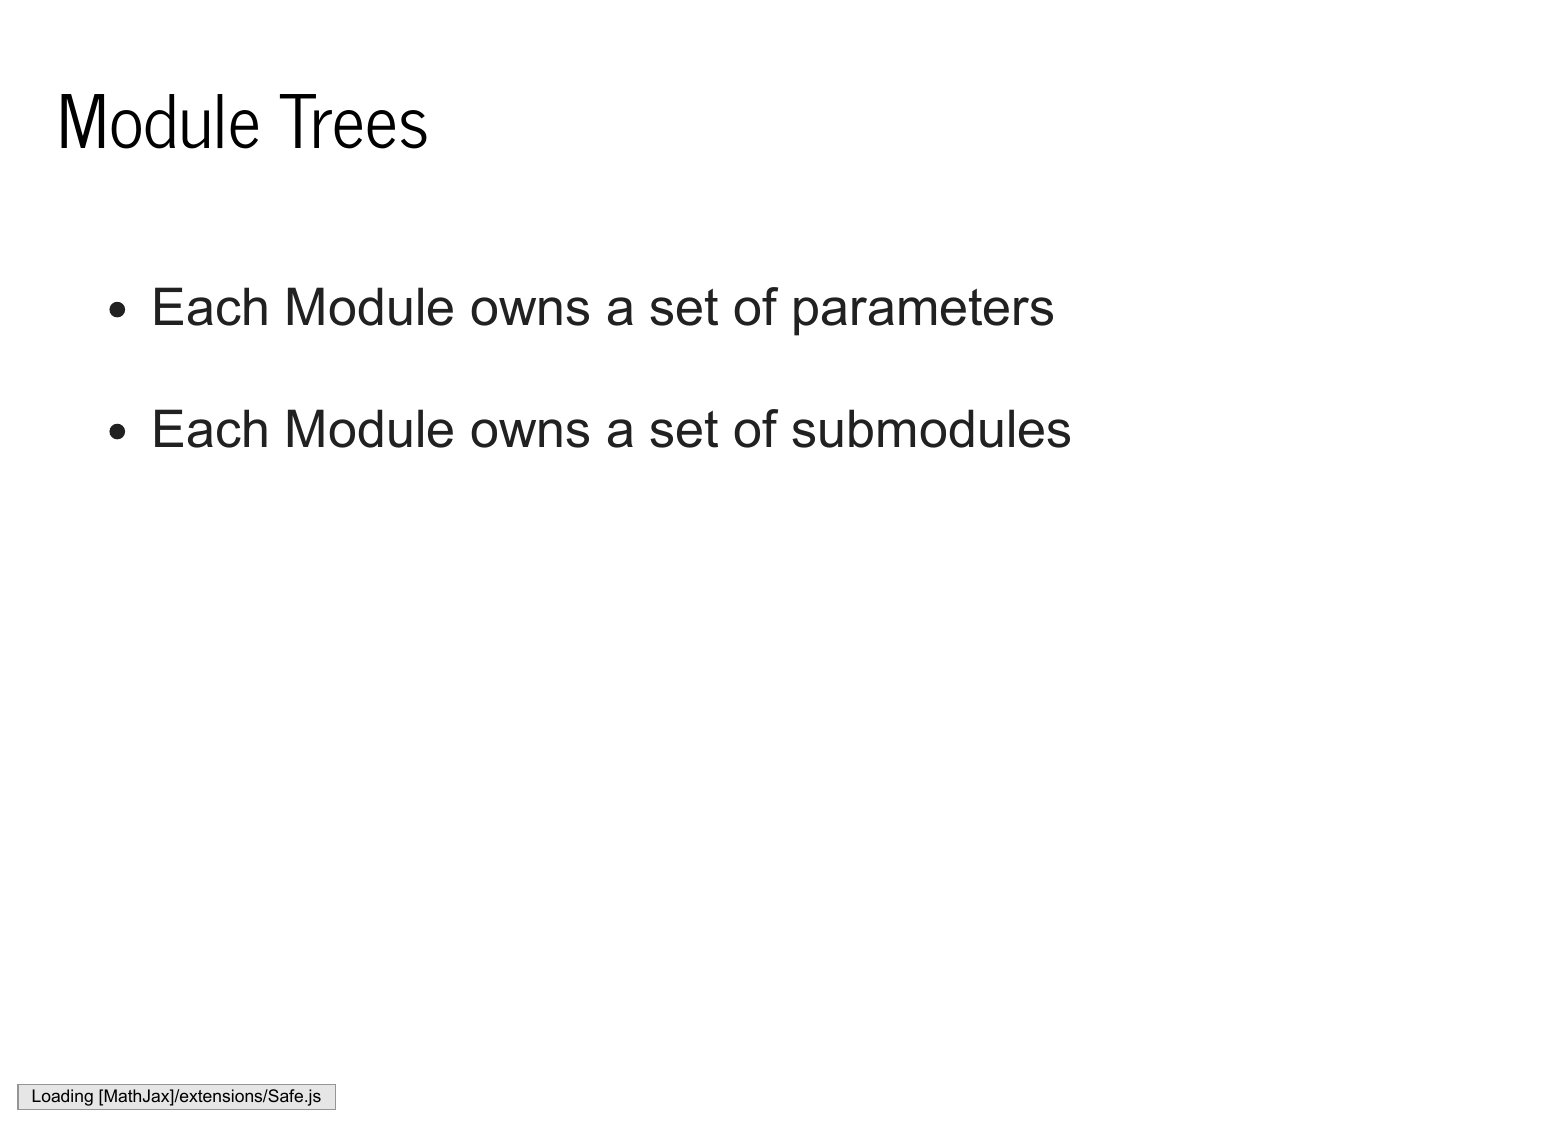 Module Trees
• Each Module owns a set of parameters
• Each Module owns a set of submodules
Loading [MathJax]/extensions/Safe.js